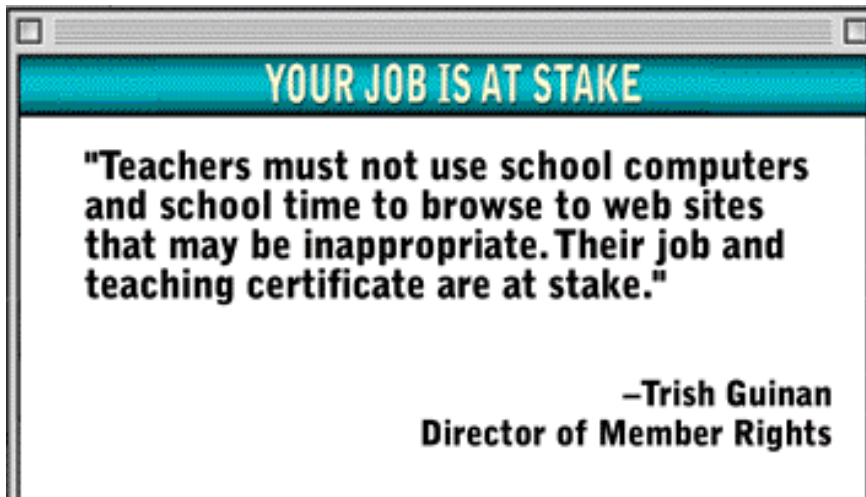 YOUR JOB IS AT STAKE
"Teachers must not use school computers
and school time to browse to web sites
that may be inappropriate. Their job and
teaching certificate are at stake."
–Trish Guinan
Director of Member Rights